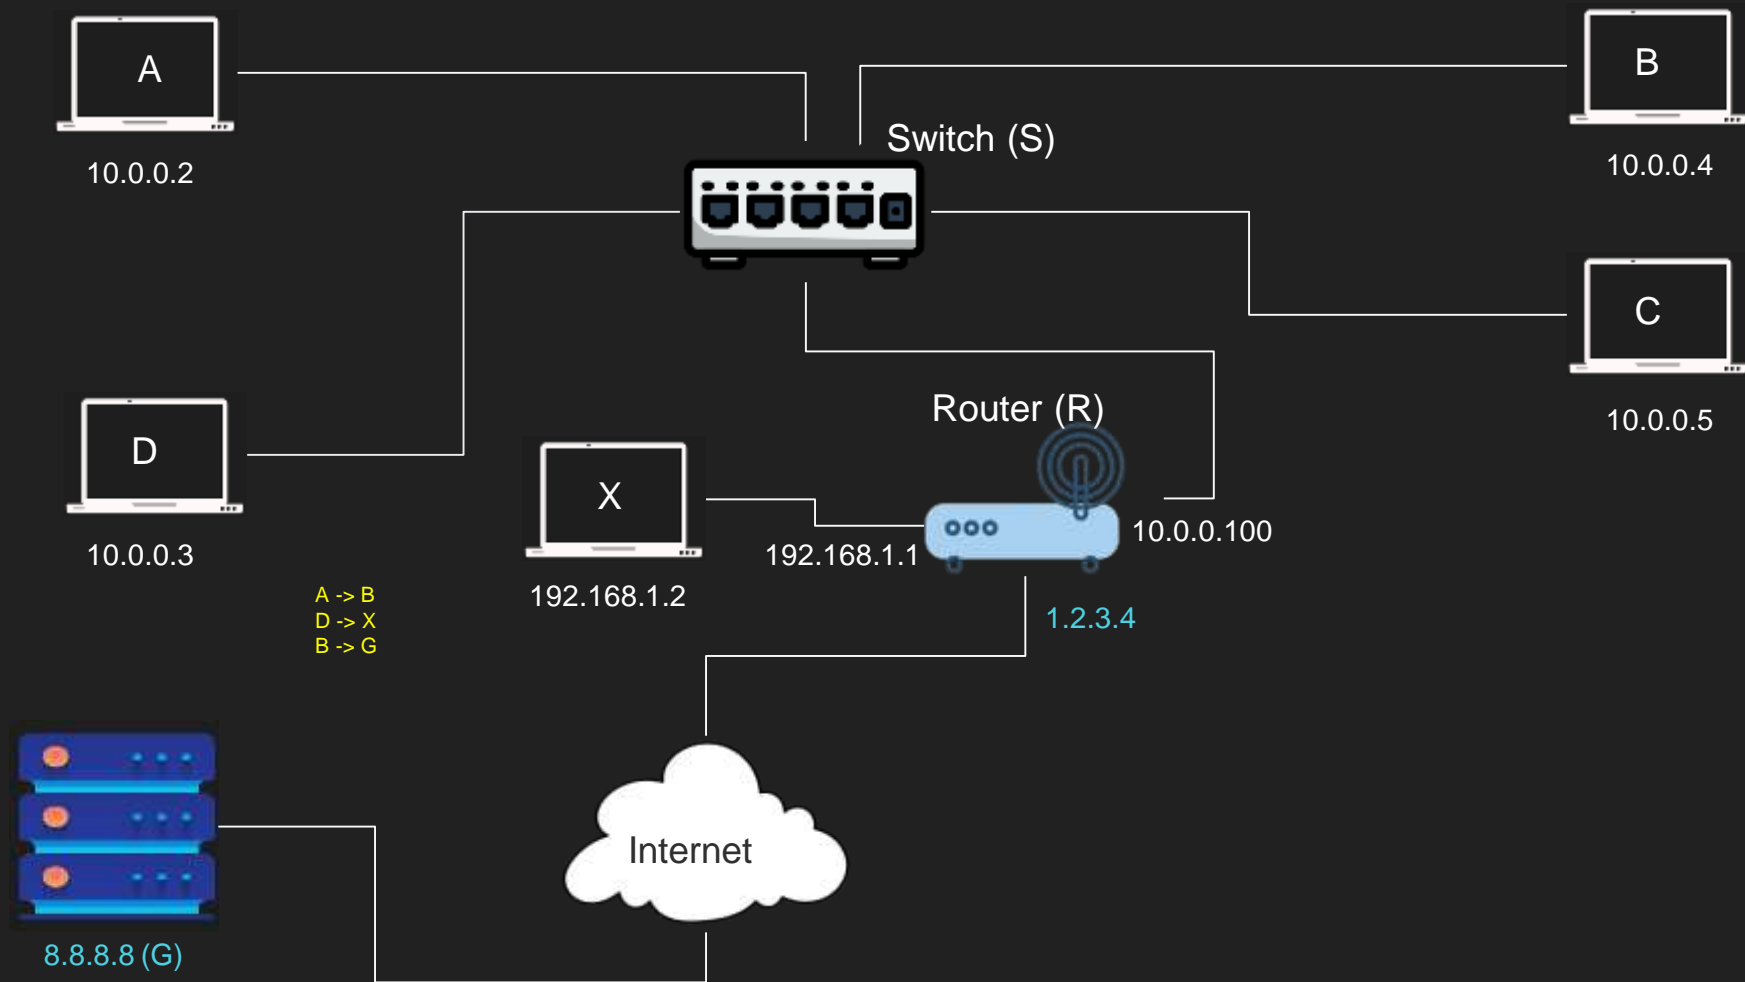 A
B
Switch (S)
10.0.0.2
10.0.0.4
C
Router (R)
10.0.0.5
D
X
10.0.0.100
10.0.0.3
192.168.1.1
192.168.1.2
A -> B
D -> X
B -> G
1.2.3.4
Internet
8.8.8.8 (G)